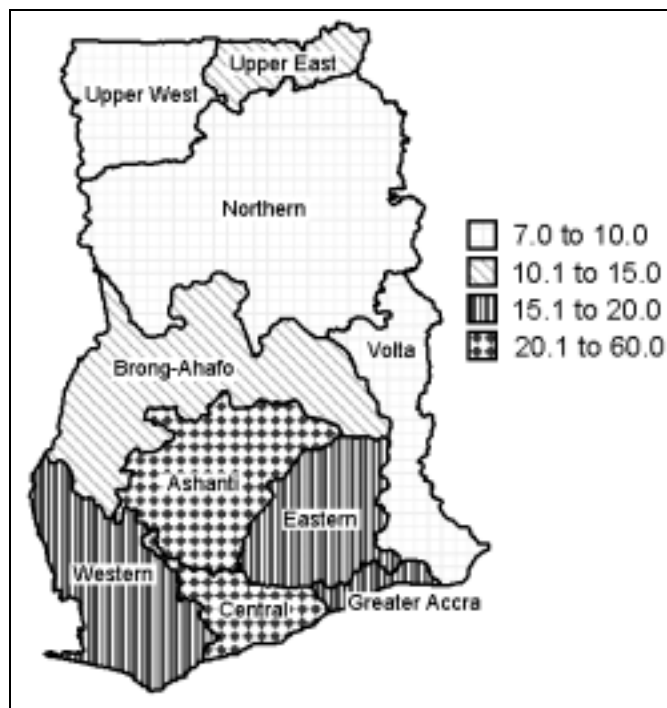 Upper East
Upper West
Northern
7.0 to 10.0
10.1 to 15.0
15.1 to 20.0
20.1 to 60.0
Volta
Brong-Ahafo
Ashanti
Eastern
Western
Central
Greater Accra